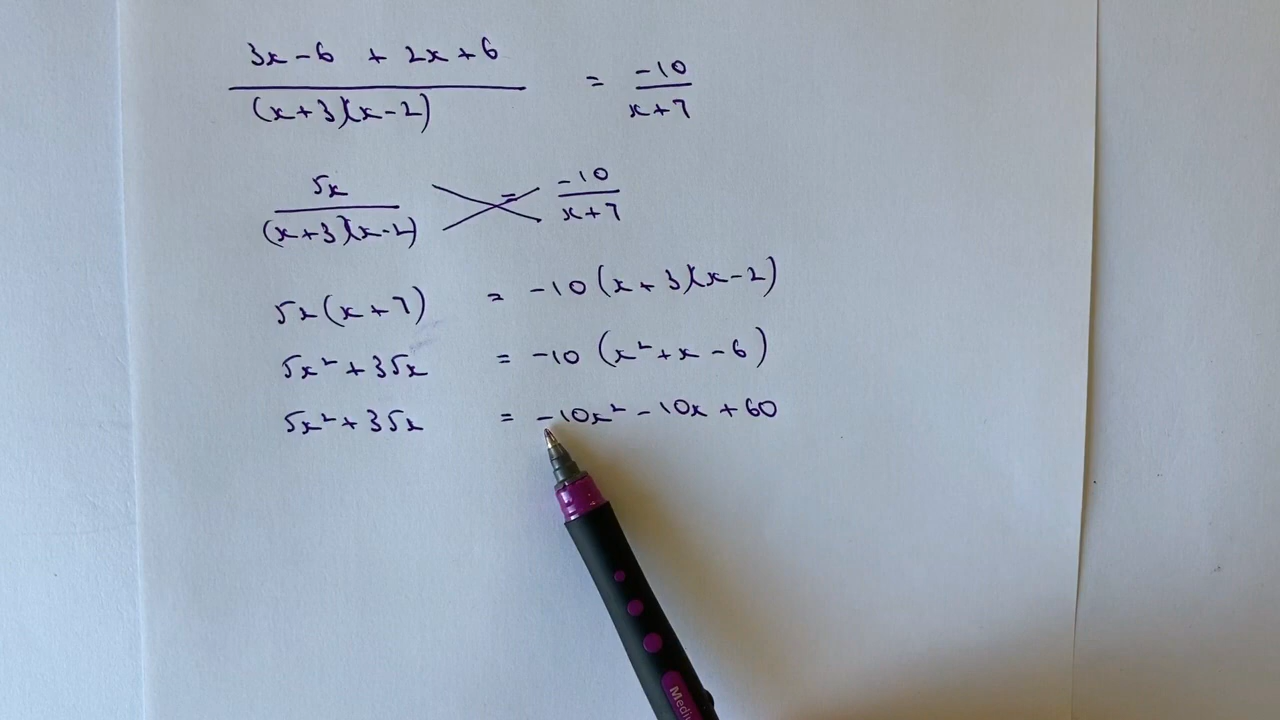 3x - 6 + 2x + 6 / (x+3)(x-2) = -10 / x+7
5x / (x+3)(x-2) = -10 / x+7
5x(x+7) = -10(x+3)(x-2)
5x² + 35x = -10(x² + x - 6)
5x² + 35x = -10x² - 10x + 60